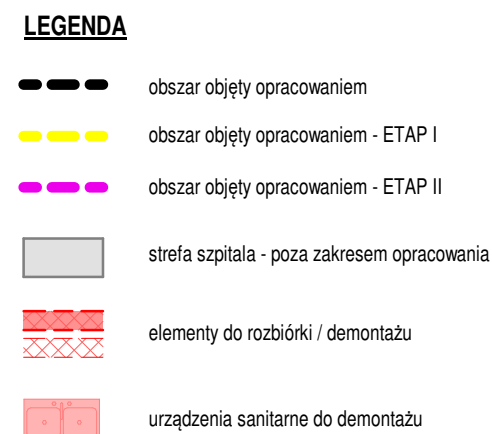 LEGENDA
obszar objęty opracowaniem
obszar objęty opracowaniem - ETAP I
obszar objęty opracowaniem - ETAP II
strefa szpitala - poza zakresem opracowania
elementy do rozbiórki / demontażu
urządzenia sanitarne do demontażu